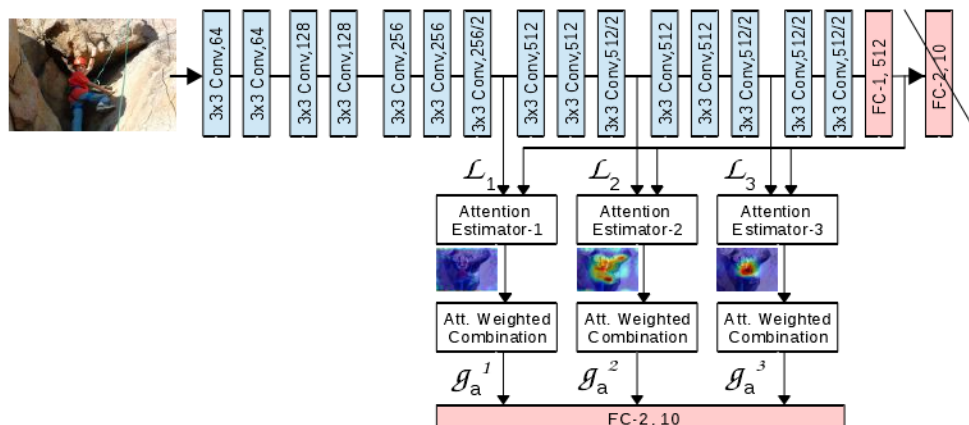 3x3 Conv,64
3x3 Conv,64
3x3 Conv,128
3x3 Conv,128
3x3 Conv,256
3x3 Conv,256
3x3 Conv,256/2
3x3 Conv,512
3x3 Conv,512
3x3 Conv,512/2
3x3 Conv,512
3x3 Conv,512
3x3 Conv,512/2
3x3 Conv,512/2
3x3 Conv,512/2
FC-1, 512
FC-2, 10
ℒ1
ℒ2
ℒ3
Attention
Estimator-1
Attention
Estimator-2
Attention
Estimator-3
Att. Weighted
Combination
Att. Weighted
Combination
Att. Weighted
Combination
gₐ¹
gₐ²
gₐ³
FC-2, 10